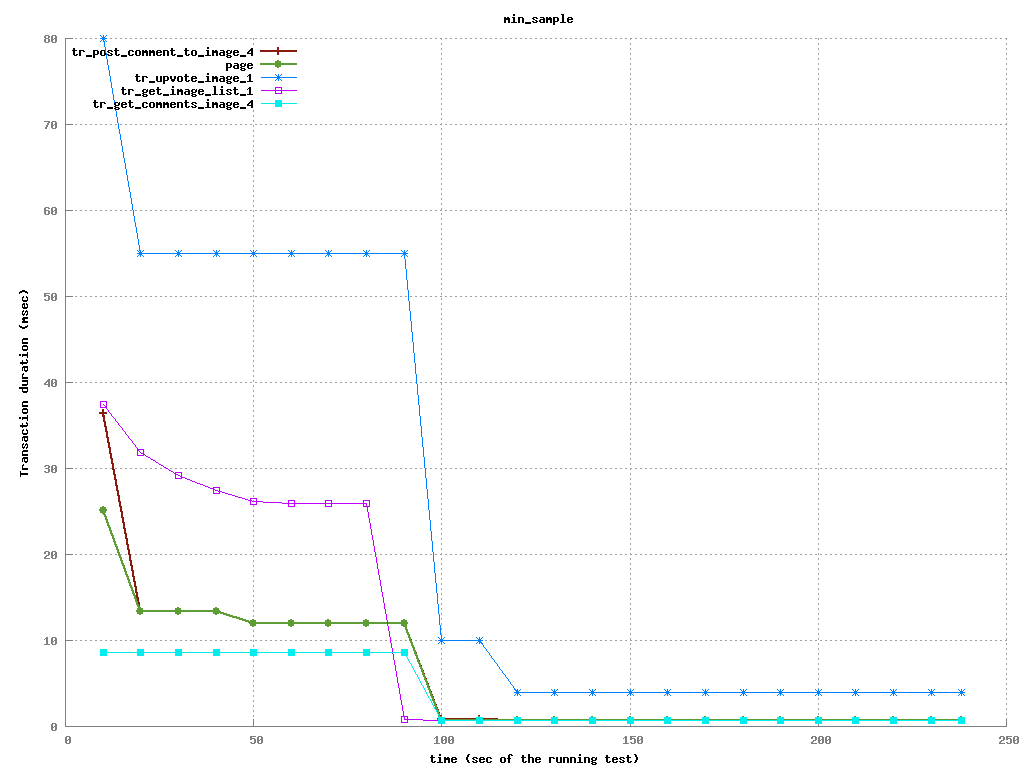 min_sample
80
tr_post_comment_to_image_4
page
tr_upvote_image_1
tr_get_image_list_1
tr_get_comments_image_4
70
60
50
40
30
20
10
0
Transaction duration (msec)
0 50 100 150 200 250
time (sec of the running test)